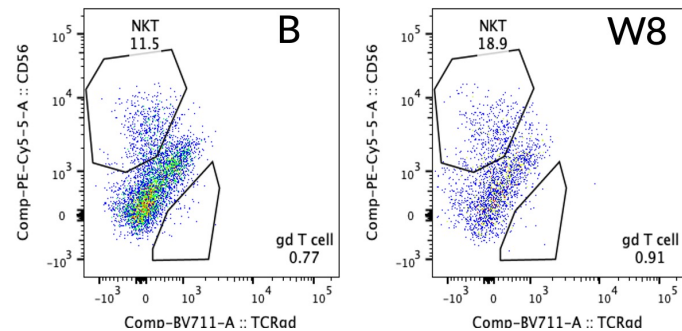 B
NKT
11.5
10^5
10^4
10^3
0
-10^3
Comp-PE-Cy5-5-A :: CD56
gd T cell
0.77
-10^3 0 10^3 10^4 10^5
Comp-BV711-A :: TCRgd
W8
NKT
18.9
10^5
10^4
10^3
0
-10^3
Comp-PE-Cy5-5-A :: CD56
gd T cell
0.91
-10^3 0 10^3 10^4 10^5
Comp-BV711-A :: TCRgd